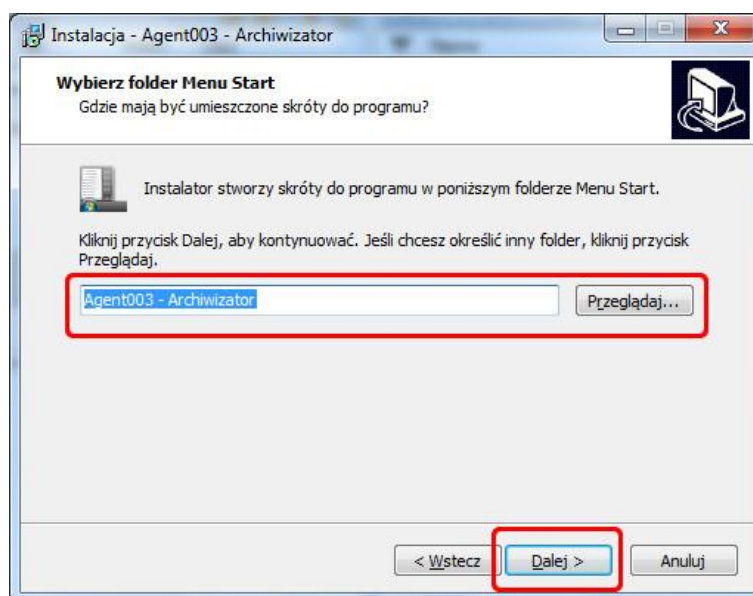 Instalacja - Agent003 - Archiwizator
Wybierz folder Menu Start
Gdzie mają być umieszczone skróty do programu?
Instalator stworzy skróty do programu w poniższym folderze Menu Start.
Kliknij przycisk Dalej, aby kontynuować. Jeśli chcesz określić inny folder, kliknij przycisk
Przeglądaj.
Agent003 - Archiwizator
Przeglądaj...
< Wstecz
Dalej >
Anuluj